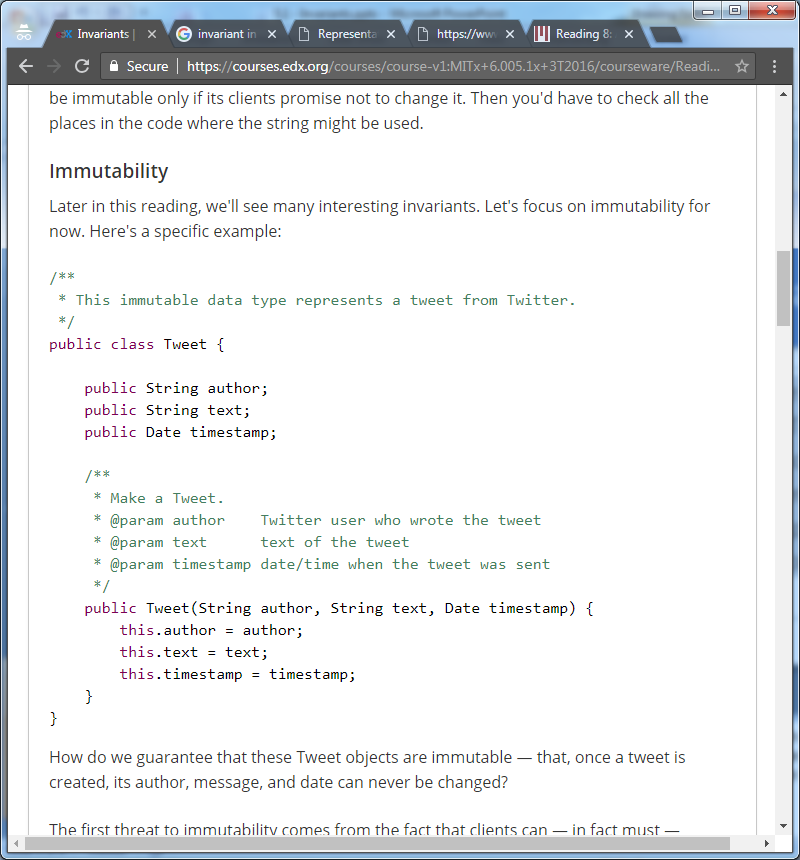 Invariants |
invariant in
Representa
https://ww
Reading 8:
Secure
https://courses.edx.org/courses/course-v1:MITx+6.005.1x+3T2016/courseware/Readi...
be immutable only if its clients promise not to change it. Then you'd have to check all the
places in the code where the string might be used.
Immutability
Later in this reading, we'll see many interesting invariants. Let's focus on immutability for
now. Here's a specific example:
/**
 * This immutable data type represents a tweet from Twitter.
 */
public class Tweet {
    public String author;
    public String text;
    public Date timestamp;
    /**
     * Make a Tweet.
     * @param author    Twitter user who wrote the tweet
     * @param text      text of the tweet
     * @param timestamp date/time when the tweet was sent
     */
    public Tweet(String author, String text, Date timestamp) {
        this.author = author;
        this.text = text;
        this.timestamp = timestamp;
    }
}
How do we guarantee that these Tweet objects are immutable — that, once a tweet is
created, its author, message, and date can never be changed?
The first threat to immutability comes from the fact that clients can — in fact must —